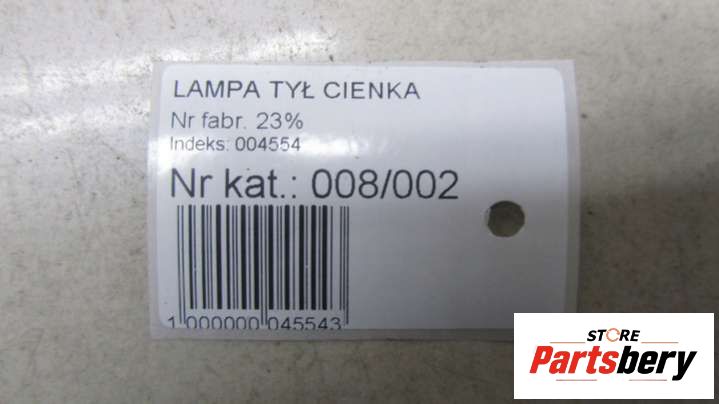 LAMPA TYŁ CIENKA
Nr fabr. 23%
Indeks: 004554
Nr kat.: 008/002
1 000000 045543
STORE
Partsbery